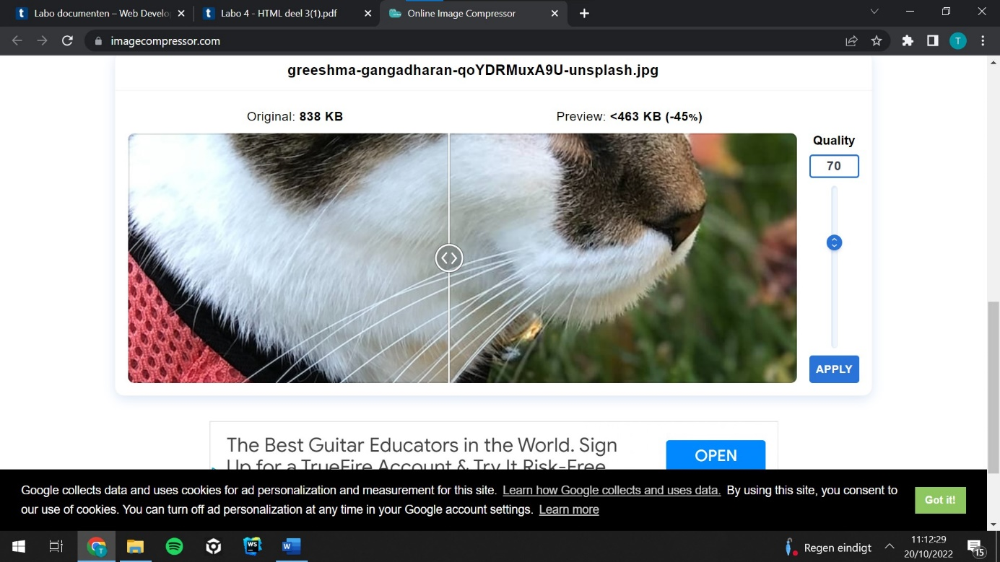 Labo documenten – Web Develo
Labo 4 - HTML deel 3(1).pdf
Online Image Compressor
imagecompressor.com
T
greeshma-gangadharan-qoYDRMuxA9U-unsplash.jpg
Original: 838 KB
Preview: <463 KB (-45%)
Quality
70
APPLY
The Best Guitar Educators in the World. Sign
Up for a TrueFire Account & Try It Risk-Free
OPEN
Google collects data and uses cookies for ad personalization and measurement for this site. Learn how Google collects and uses data. By using this site, you consent to
our use of cookies. You can turn off ad personalization at any time in your Google account settings. Learn more
Got it!
T
WS
W
Regen eindigt
11:12:29
20/10/2022
15